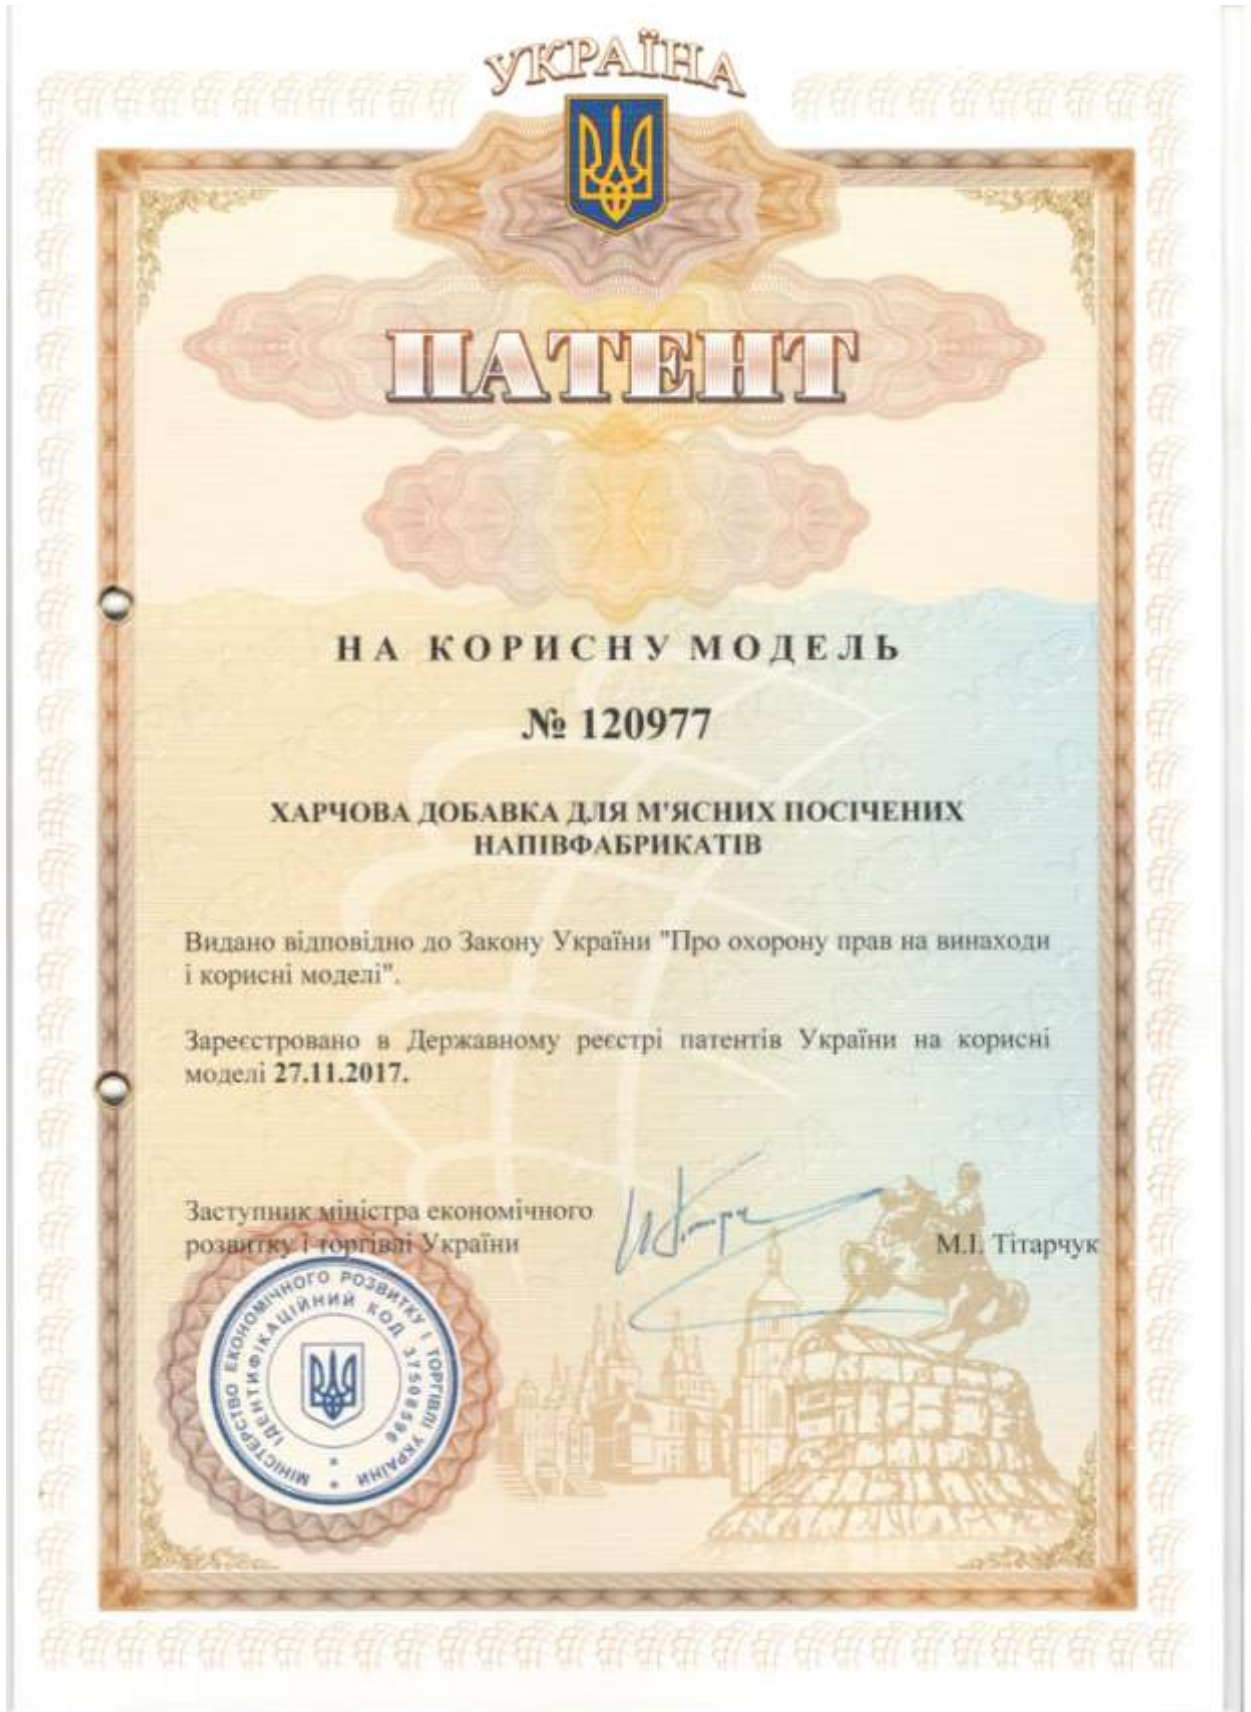 УКРАЇНА
ПАТЕНТ
НА КОРИСНУ МОДЕЛЬ
№ 120977
ХАРЧОВА ДОБАВКА ДЛЯ М'ЯСНИХ ПОСІЧЕНИХ
НАПІВФАБРИКАТІВ
Видано відповідно до Закону України "Про охорону прав на винаходи
і корисні моделі".
Зареєстровано в Державному реєстрі патентів України на корисні
моделі 27.11.2017.
Заступник міністра економічного
розвитку і торгівлі України
М.І. Тітарчук
МІНІСТЕРСТВО ЕКОНОМІЧНОГО РОЗВИТКУ І ТОРГІВЛІ УКРАЇНИ
ІДЕНТИФІКАЦІЙНИЙ КОД 37508596